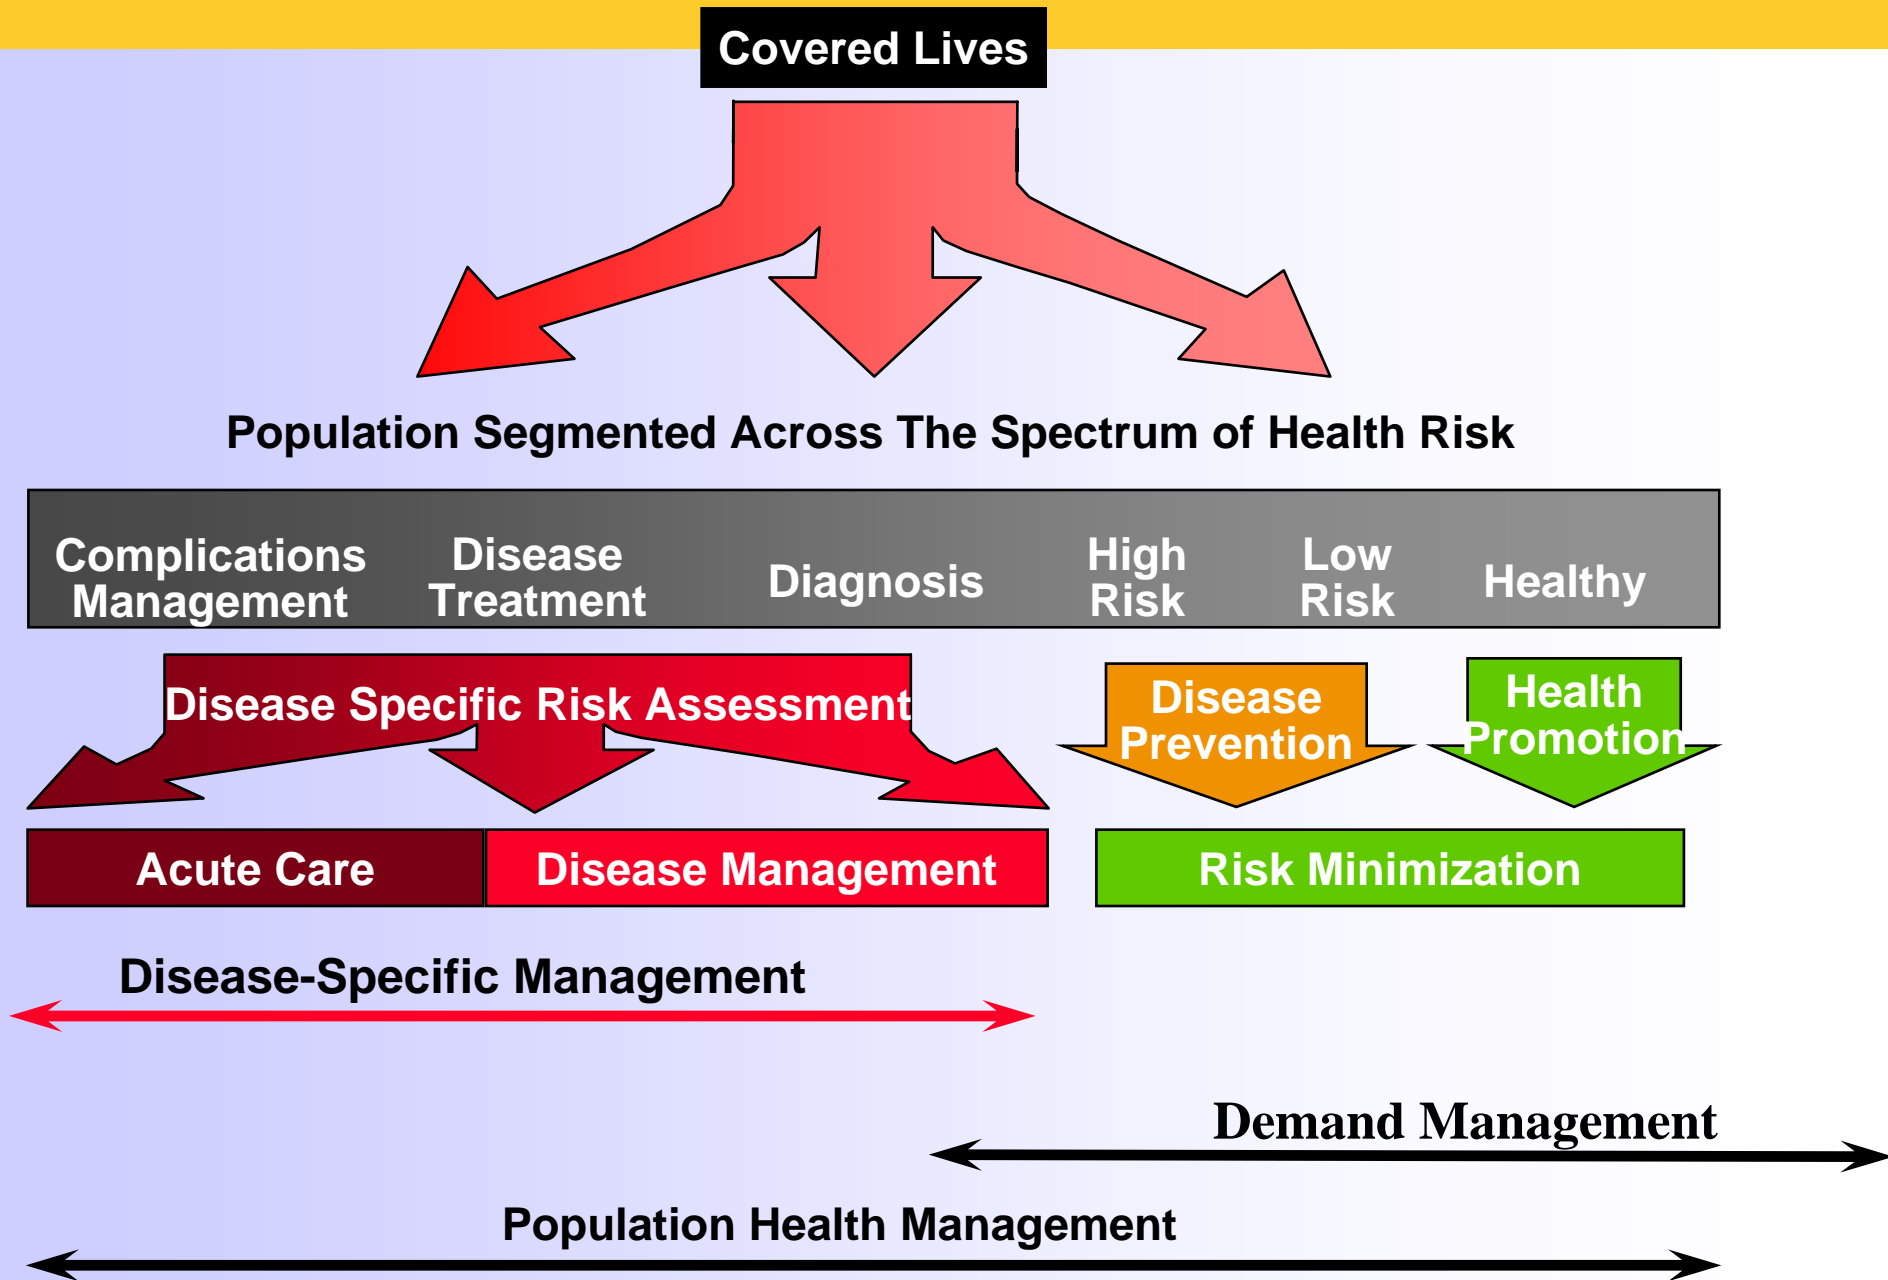 Covered Lives
Population Segmented Across The Spectrum of Health Risk
Complications
Management
Disease
Treatment
Diagnosis
High
Risk
Low
Risk
Healthy
Disease Specific Risk Assessment
Disease
Prevention
Health
Promotion
Acute Care
Disease Management
Risk Minimization
Disease-Specific Management
Demand Management
Population Health Management